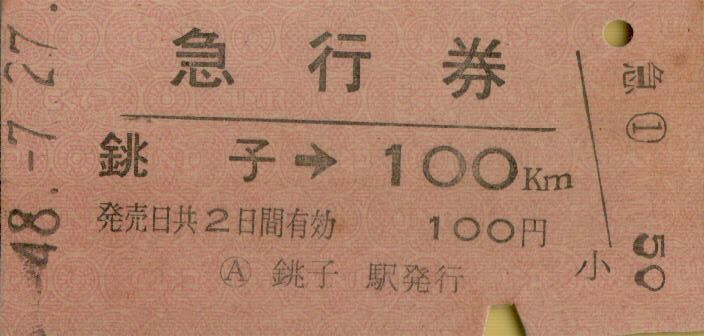 48.-7.27.
急行券
銚子→100Km
発売日共2日間有効 100円
Ⓐ 銚子 駅発行
急①
小 50